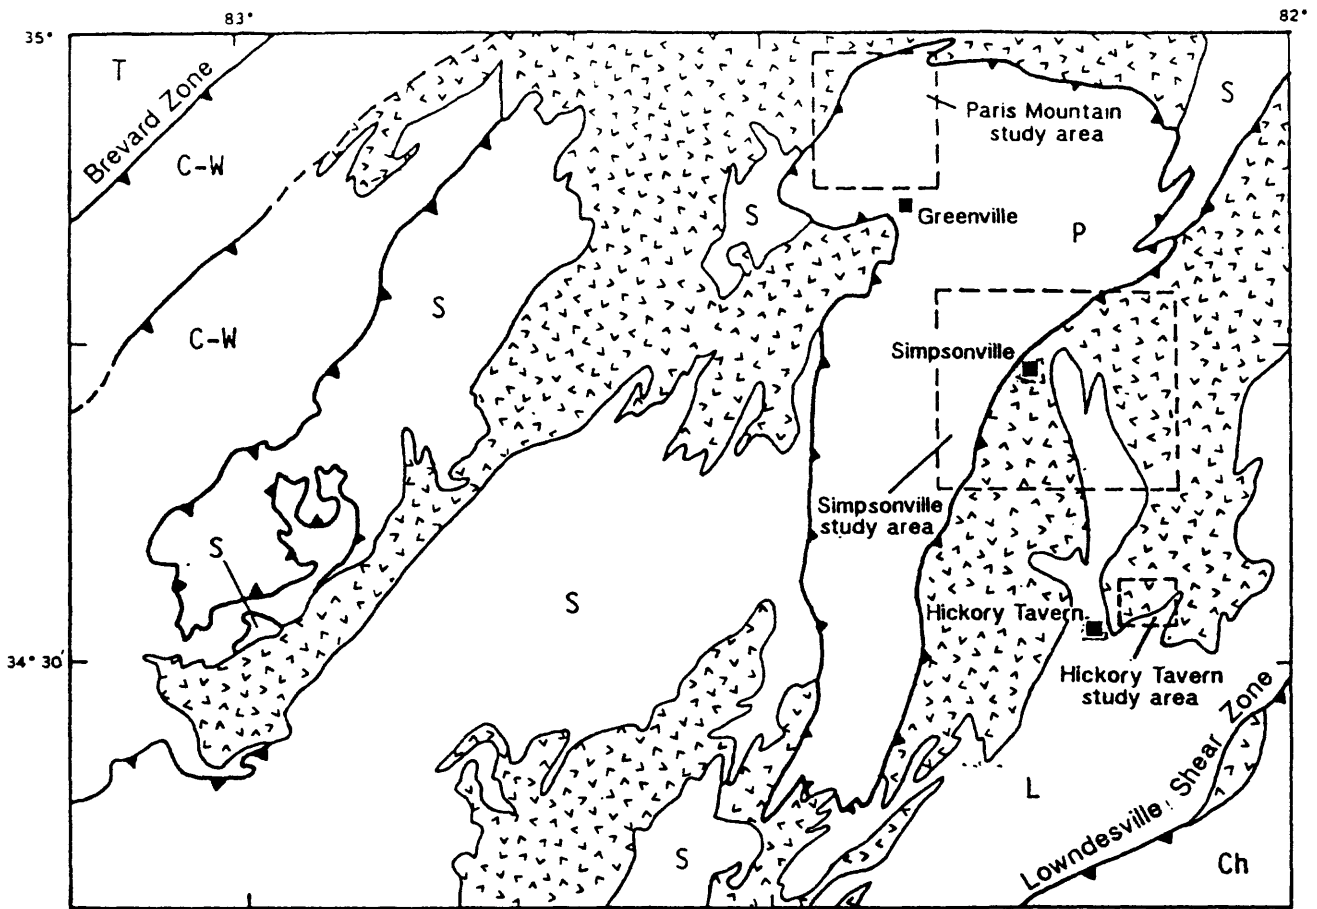 83°
82°
35°
T
Brevard Zone
C-W
S
Paris Mountain
study area
S
Greenville
P
S
C-W
Simpsonville
Simpsonville
study area
S
S
Hickory Tavern
34° 30'
Hickory Tavern
study area
L
Lowndesville Shear Zone
S
Ch